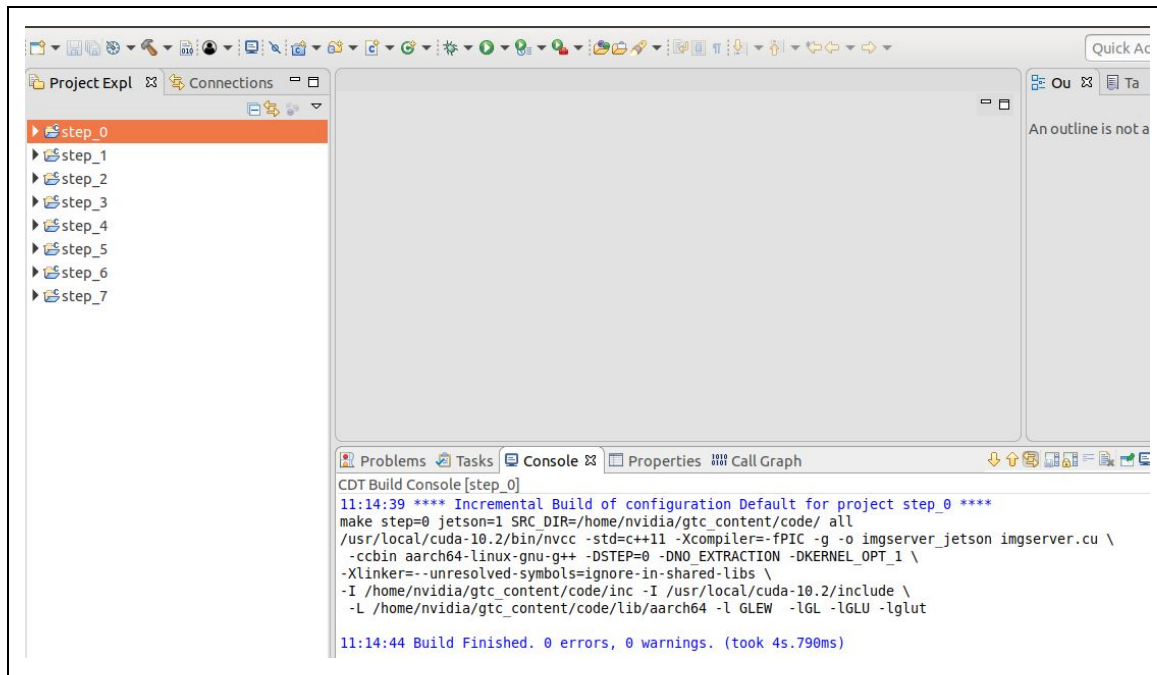 Quick Ac
Project Expl
Connections
Ou
Ta
An outline is not a
step_0
step_1
step_2
step_3
step_4
step_5
step_6
step_7
Problems Tasks Console Properties Call Graph
CDT Build Console [step_0]
11:14:39 **** Incremental Build of configuration Default for project step_0 ****
make step=0 jetson=1 SRC_DIR=/home/nvidia/gtc_content/code/ all
/usr/local/cuda-10.2/bin/nvcc -std=c++11 -Xcompiler=-fPIC -g -o imgserver_jetson imgserver.cu \
-ccbin aarch64-linux-gnu-g++ -DSTEP=0 -DNO_EXTRACTION -DKERNEL_OPT_1 \
-Xlinker=--unresolved-symbols=ignore-in-shared-libs \
-I /home/nvidia/gtc_content/code/inc -I /usr/local/cuda-10.2/include \
-L /home/nvidia/gtc_content/code/lib/aarch64 -l GLEW  -lGL -lGLU -lglut
11:14:44 Build Finished. 0 errors, 0 warnings. (took 4s.790ms)